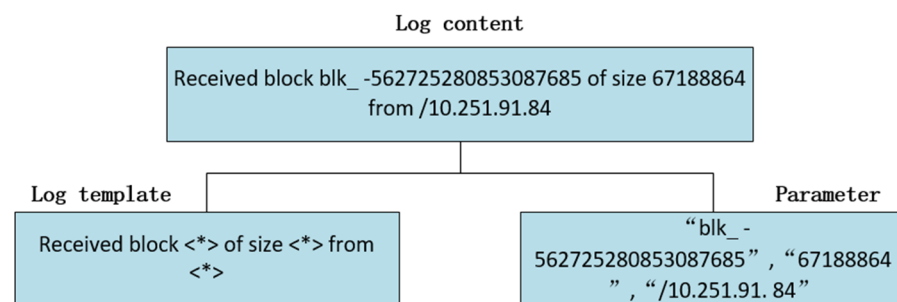 Log content
Received block blk_ -562725280853087685 of size 67188864
from /10.251.91.84
Log template
Parameter
Received block <*> of size <*> from
<*>
“blk_ -
562725280853087685” , “67188864
” , “/10.251.91. 84”